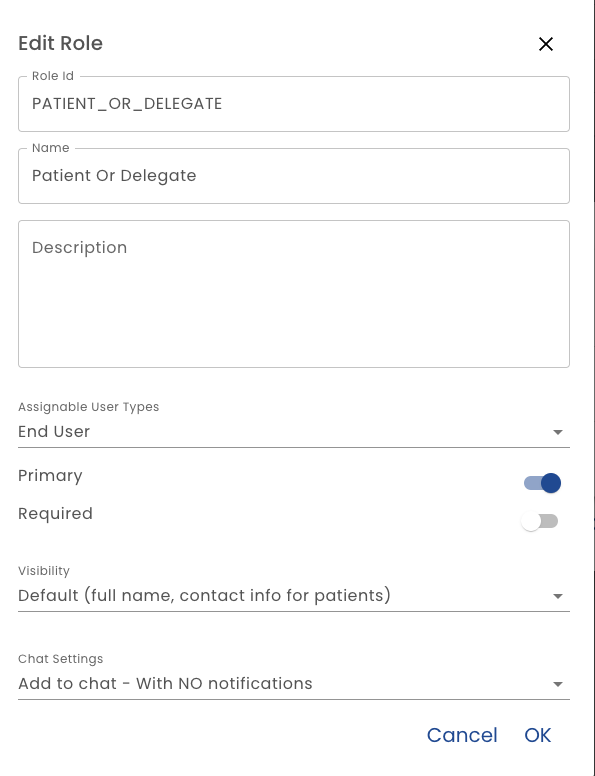 Edit Role
Role Id
PATIENT_OR_DELEGATE
Name
Patient Or Delegate
Description
Assignable User Types
End User
Primary
Required
Visibility
Default (full name, contact info for patients)
Chat Settings
Add to chat - With NO notifications
Cancel OK